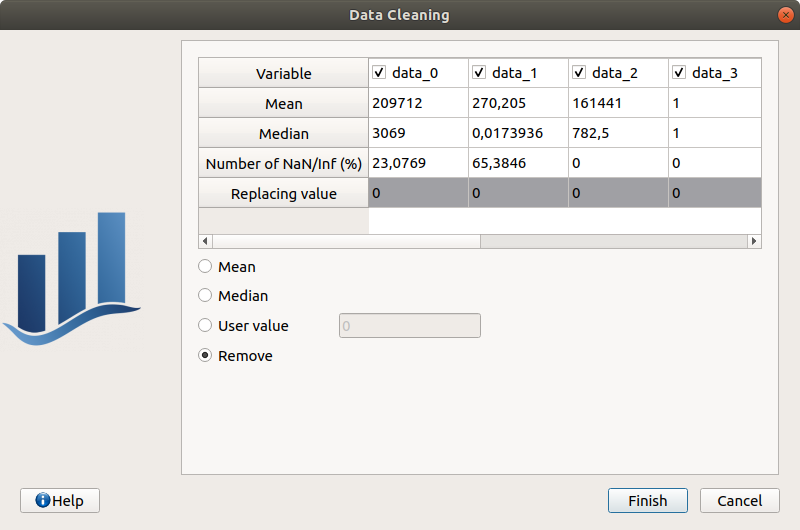 Data Cleaning
Variable data_0 data_1 data_2 data_3
Mean 209712 270,205 161441 1
Median 3069 0,0173936 782,5 1
Number of NaN/Inf (%) 23,0769 65,3846 0 0
Replacing value 0 0 0 0
Mean
Median
User value 0
Remove
Help Finish Cancel